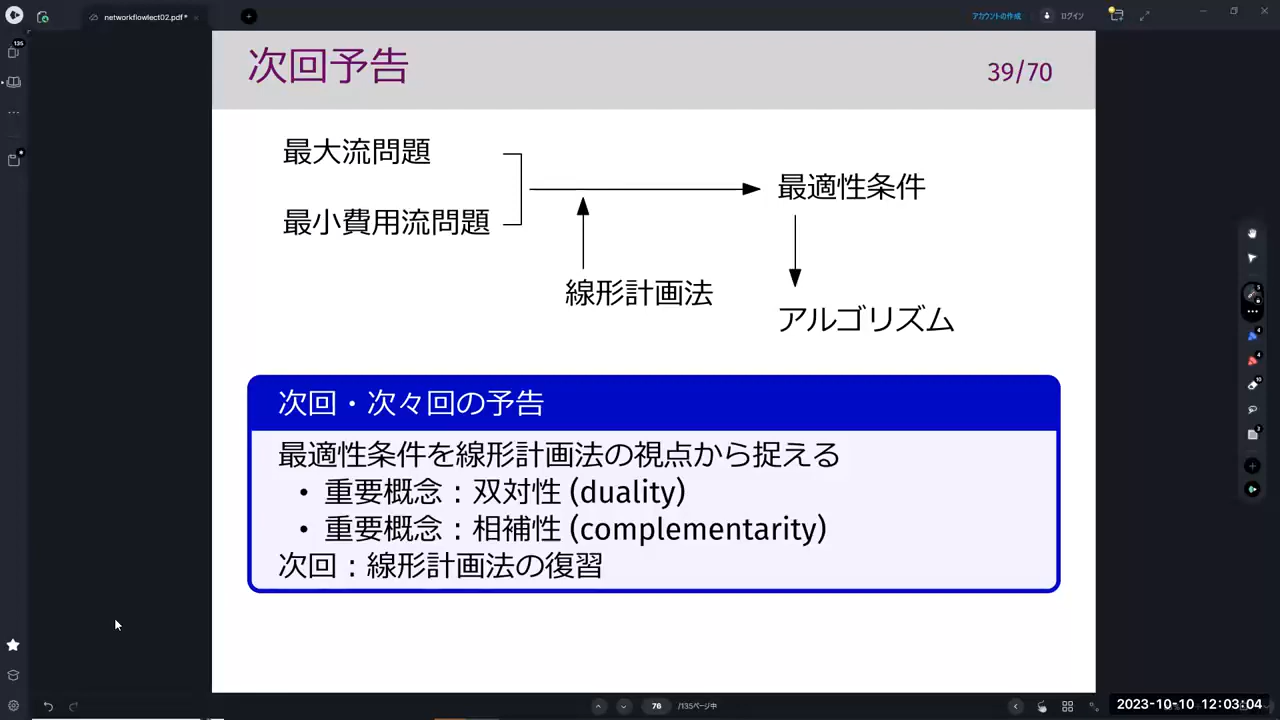 networkflowlect02.pdf*
アカウントの作成
ログイン
135
次回予告
39/70
最大流問題
最小費用流問題
最適性条件
線形計画法
アルゴリズム
次回・次々回の予告
最適性条件を線形計画法の視点から捉える
• 重要概念：双対性 (duality)
• 重要概念：相補性 (complementarity)
次回：線形計画法の復習
76
/135ページ中
2023-10-10 12:03:04